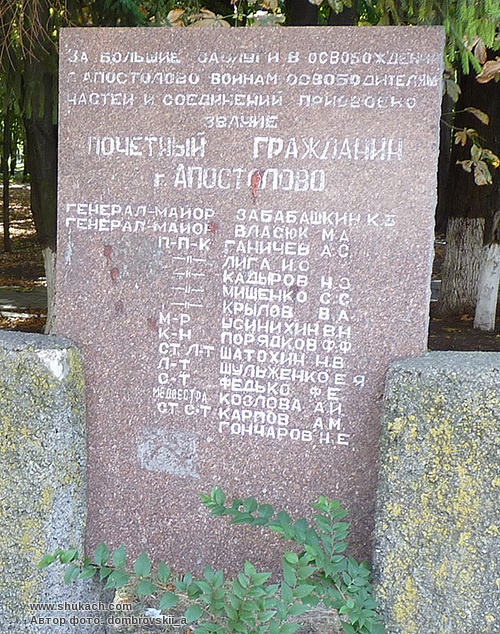 ЗА БОЛЬШИЕ ЗАСЛУГИ В ОСВОБОЖДЕНИИ
Г. АПОСТОЛОВО ВОИНАМ ОСВОБОДИТЕЛЯМ
ЧАСТЕЙ И СОЕДИНЕНИЙ ПРИСВОЕНО
ЗВАНИЕ
ПОЧЕТНЫЙ ГРАЖДАНИН
г. АПОСТОЛОВО
ГЕНЕРАЛ-МАЙОР ЗАБАБАШКИН К.Б
ГЕНЕРАЛ-МАЙОР ВЛАСЮК М.А
П-П-К ГАНИЧЕВ А.С
-"- ЛИГА И.О
-"- КАДЫРОВ Н.З
-"- МИЩЕНКО С.С
-"- КРЫЛОВ В.А
М-Р УСИНИХИН В.Н
К-Н ПОРЯДКОВ Ф.Ф
СТ Л-Т ШАТОХИН Н.В
Л-Т ШУЛЬЖЕНКО Е Я
С-Т ФЕДЬКО Ф Е
МЕДСЕСТРА КОЗЛОВА А.И
СТ С-Т КАРПОВ А.М
ГОНЧАРОВ Н Е
www.shukach.com
Автор фото: dombrovskii_a